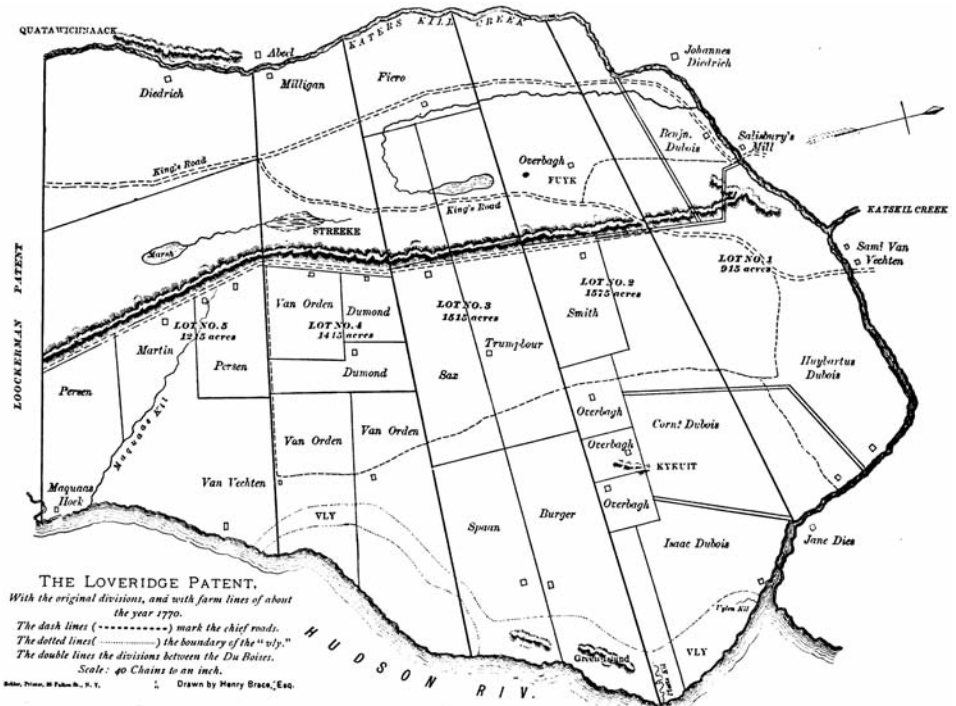 QUATAWICHNAACK
Abeel
KATERS KILL CREEK
Johannes
Diedrich
Diedrich
Milligan
Fiero
Benjn.
Dubois
Salisbury's
Mill
King's Road
Overbagh
FUYK
King's Road
KATSKIL CREEK
STREEKE
Marsh
Saml. Van
Vechten
LOOCKERMAN PATENT
LOT NO. 1
915 acres
LOT NO. 2
1575 acres
LOT NO. 3
1515 acres
LOT NO. 4
1415 acres
LOT NO. 5
1215 acres
Van Orden
Dumond
Smith
Martin
Persen
Dumond
Sax
Trumpbour
Huybartus
Dubois
Persen
Maquaas Kil
Overbagh
Corns. Dubois
Van Orden
Van Orden
Overbagh
KYKUIT
Maquaas
Hoek
Van Vechten
Overbagh
VLY
Spaan
Burger
Isaac Dubois
Jane Dies
THE LOVERIDGE PATENT,
With the original divisions, and with farm lines of about
the year 1770.
The dash lines (----------) mark the chief roads.
The dotted lines(..............) the boundary of the "vly."
The double lines the divisions between the Du Boises.
Scale: 40 Chains to an inch.
Drawn by Henry Brace, Esq.
HUDSON RIV.
Green Island
VLY